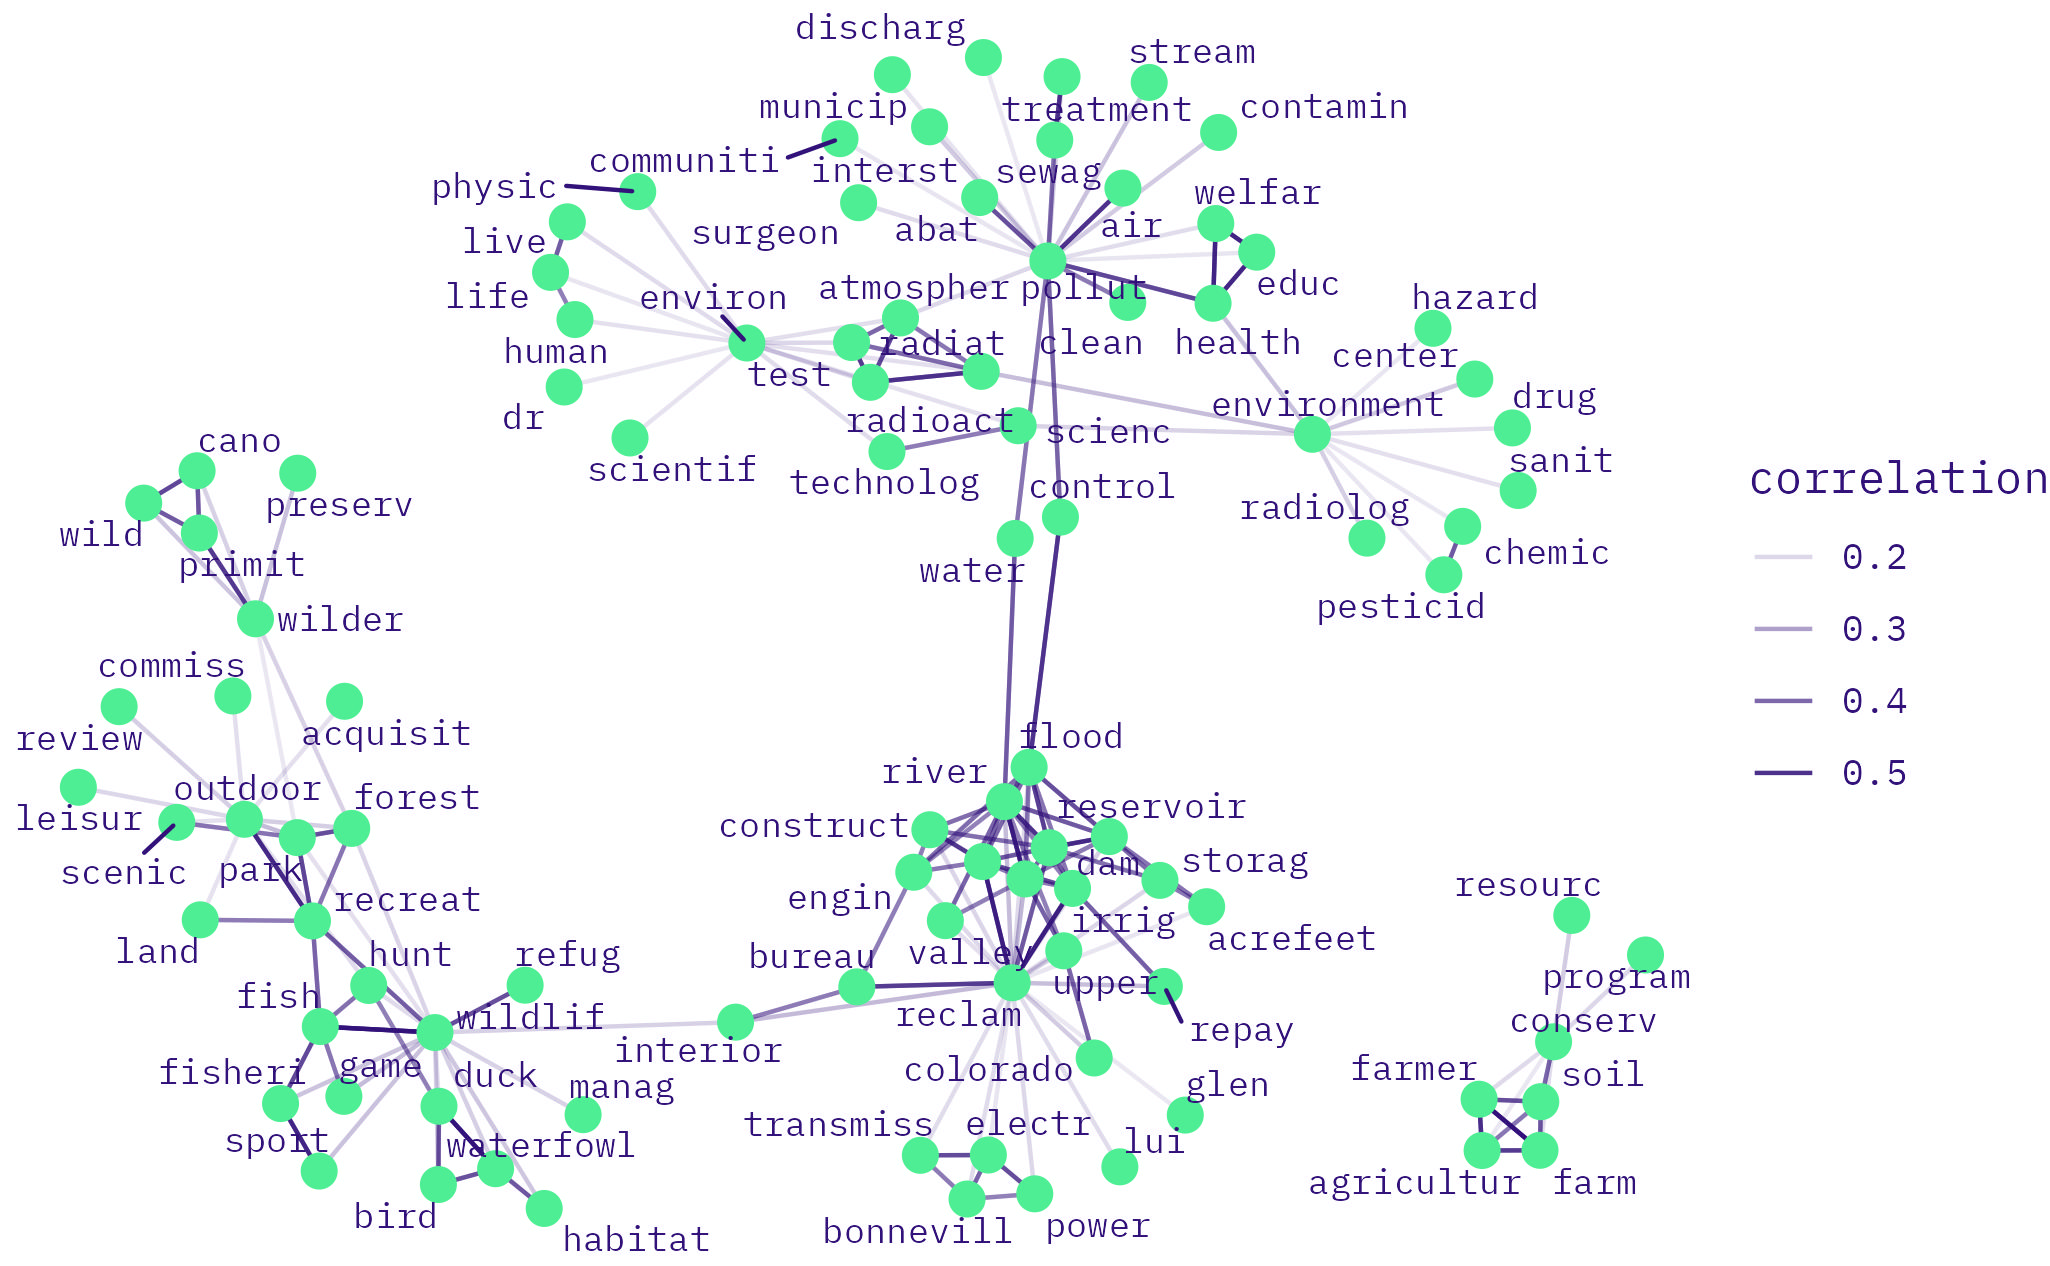 discharg
stream
municip
treatment
contamin
communiti
interst
sewag
physic
welfar
surgeon
abat
air
live
life
environ
atmospher
pollut
educ
hazard
human
test
radiat
clean
health
center
dr
radioact
scienc
environment
drug
cano
scientif
technolog
control
sanit
correlation
preserv
radiolog
wild
primit
water
chemic
0.2
pesticid
wilder
0.3
commiss
0.4
review
acquisit
flood
0.5
river
outdoor
forest
reservoir
leisur
construct
scenic
park
dam
storag
recreat
engin
resourc
land
hunt
refug
bureau
valley
irrig
acrefeet
fish
upper
program
wildlif
reclam
repay
conserv
interior
fisheri
game
duck
manag
colorado
glen
farmer
soil
sport
waterfowl
transmiss
electr
lui
agricultur
farm
bird
habitat
bonnevill
power